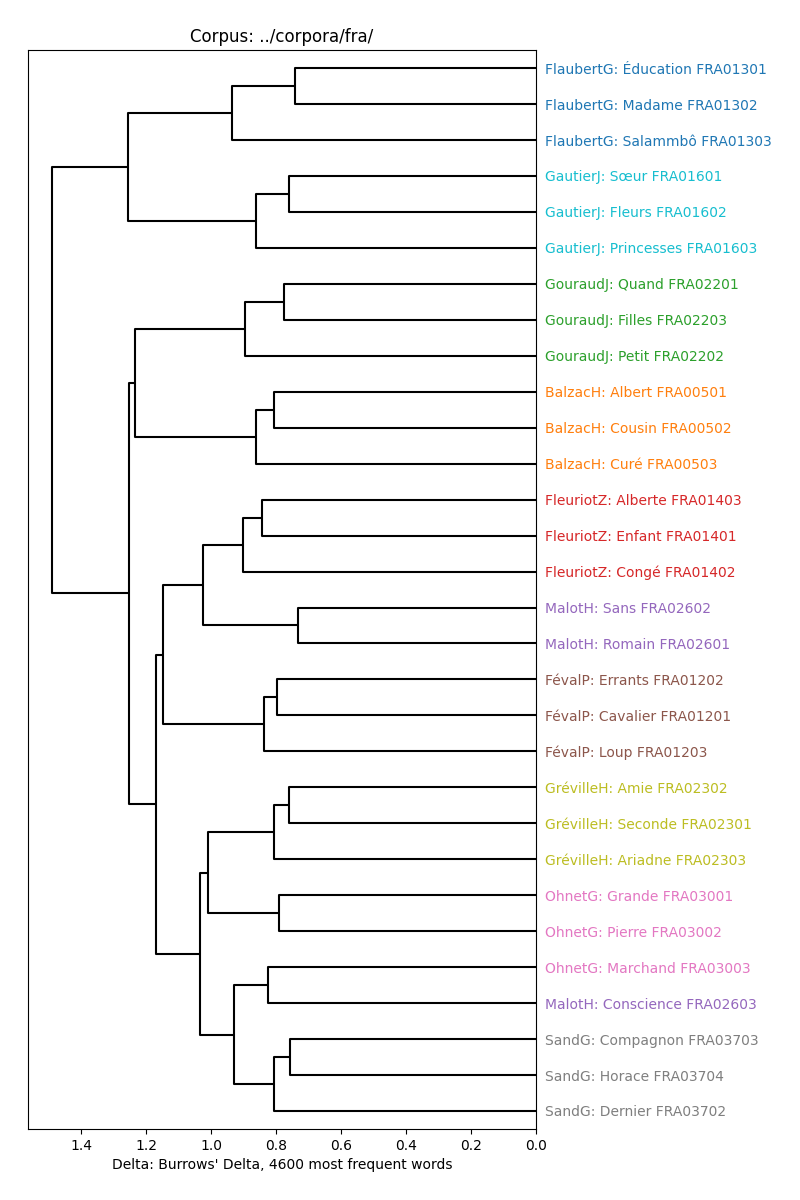 Corpus: ../corpora/fra/
FlaubertG: Éducation FRA01301
FlaubertG: Madame FRA01302
FlaubertG: Salammbô FRA01303
GautierJ: Sœur FRA01601
GautierJ: Fleurs FRA01602
GautierJ: Princesses FRA01603
GouraudJ: Quand FRA02201
GouraudJ: Filles FRA02203
GouraudJ: Petit FRA02202
BalzacH: Albert FRA00501
BalzacH: Cousin FRA00502
BalzacH: Curé FRA00503
FleuriotZ: Alberte FRA01403
FleuriotZ: Enfant FRA01401
FleuriotZ: Congé FRA01402
MalotH: Sans FRA02602
MalotH: Romain FRA02601
FévalP: Errants FRA01202
FévalP: Cavalier FRA01201
FévalP: Loup FRA01203
GrévilleH: Amie FRA02302
GrévilleH: Seconde FRA02301
GrévilleH: Ariadne FRA02303
OhnetG: Grande FRA03001
OhnetG: Pierre FRA03002
OhnetG: Marchand FRA03003
MalotH: Conscience FRA02603
SandG: Compagnon FRA03703
SandG: Horace FRA03704
SandG: Dernier FRA03702
1.4 1.2 1.0 0.8 0.6 0.4 0.2 0.0
Delta: Burrows' Delta, 4600 most frequent words